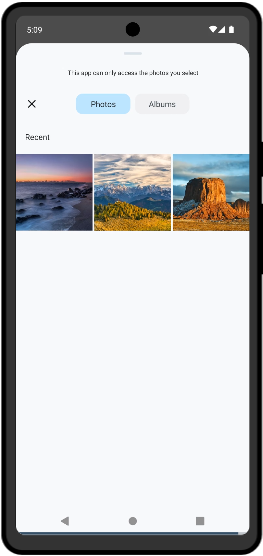 5:09
This app can only access the photos you select
Photos
Albums
Recent